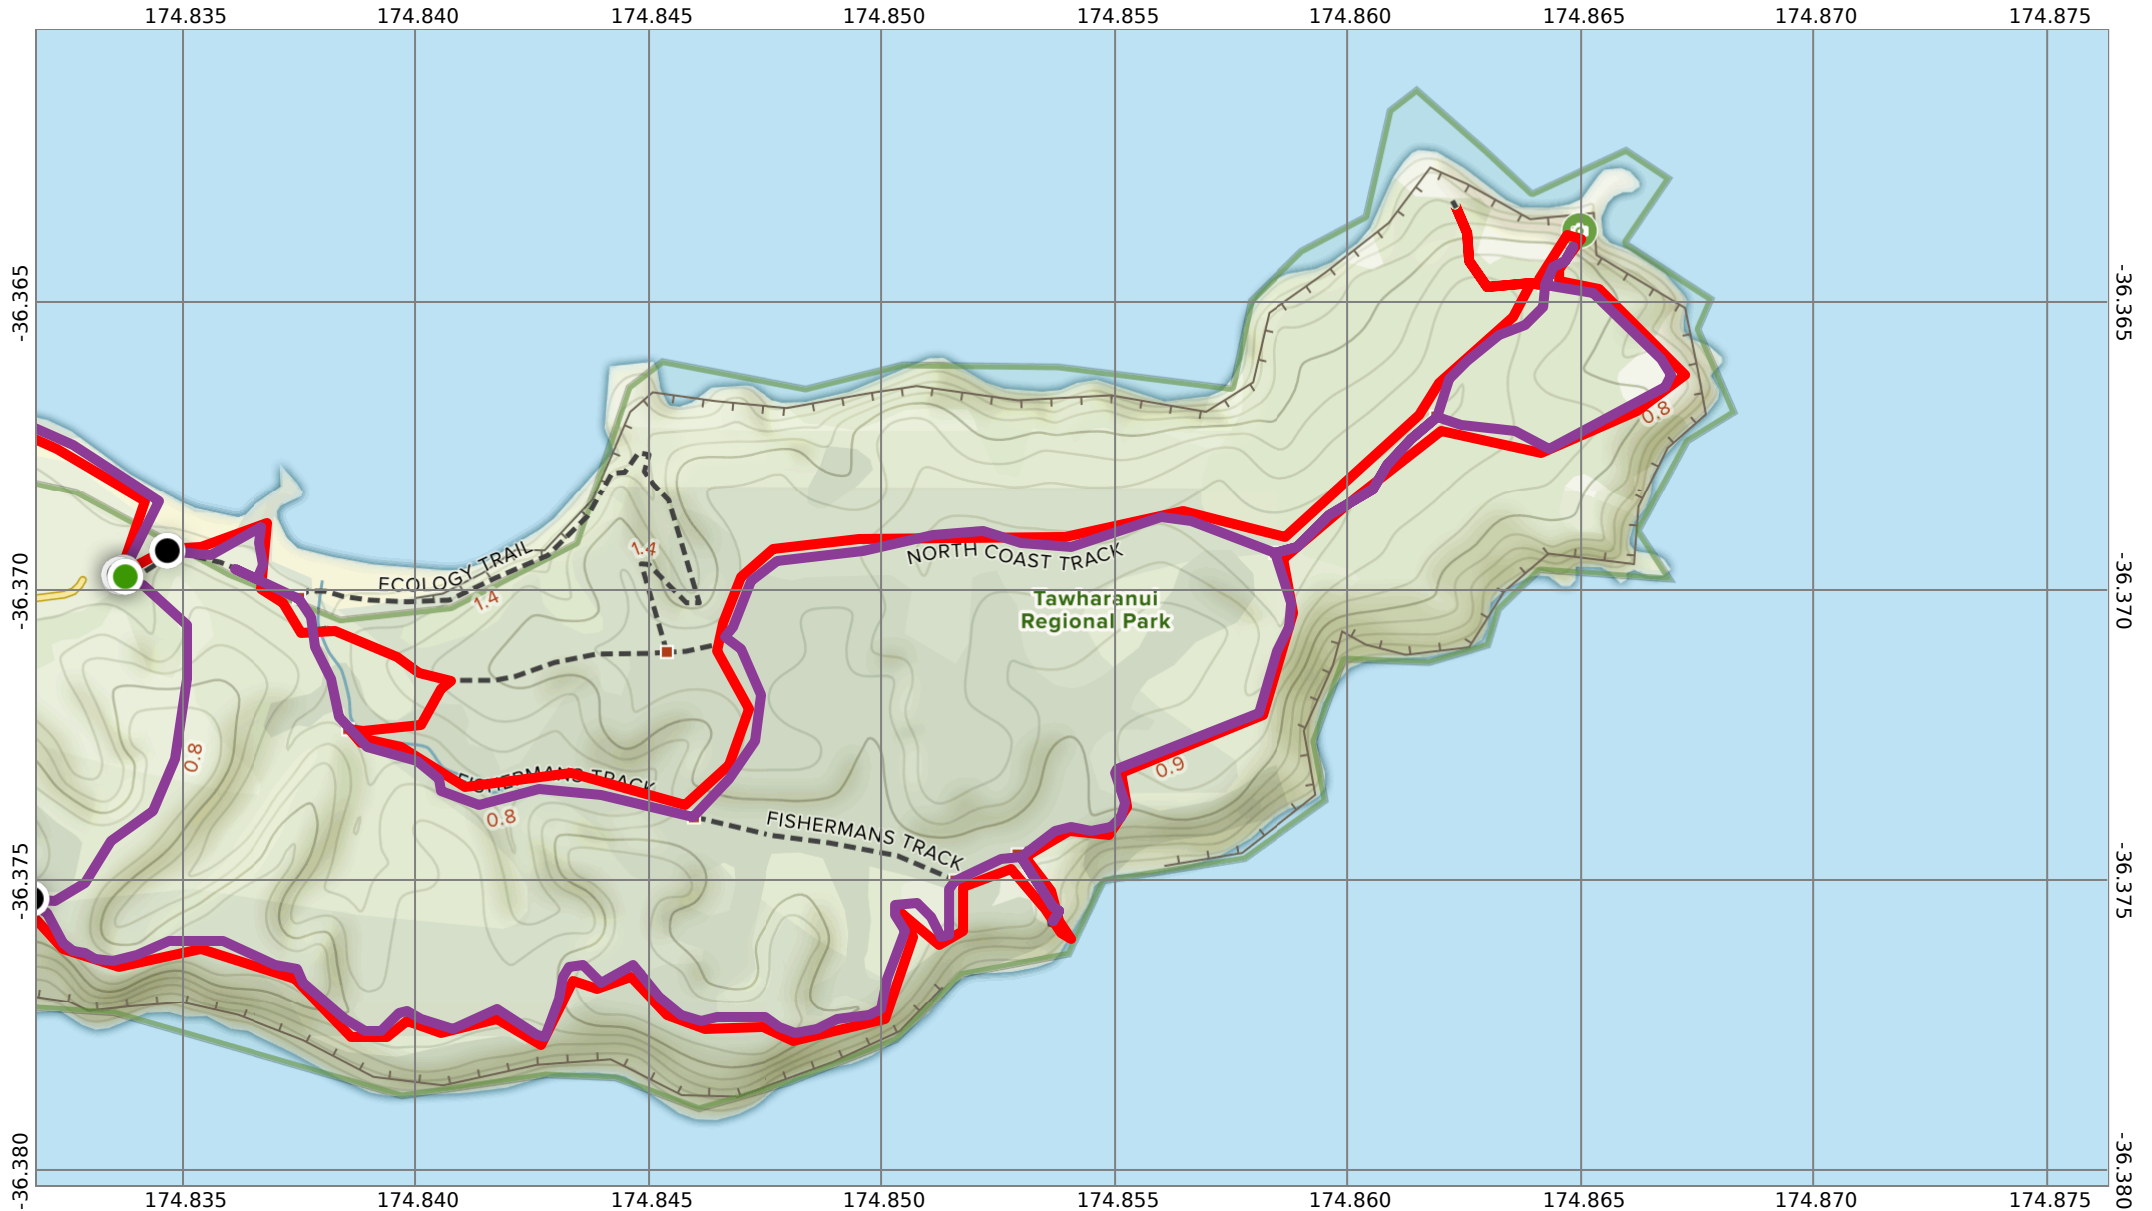 174.835 174.840 174.845 174.850 174.855 174.860 174.865 174.870 174.875
-36.365 -36.365
0.8
ECOLOGY TRAIL
1.4
1.4
NORTH COAST TRACK
-36.370 -36.370
Tawharanui
Regional Park
0.8
0.9
FISHERMANS TRACK
0.8
FISHERMANS TRACK
-36.375 -36.375
-36.380 -36.380
174.835 174.840 174.845 174.850 174.855 174.860 174.865 174.870 174.875